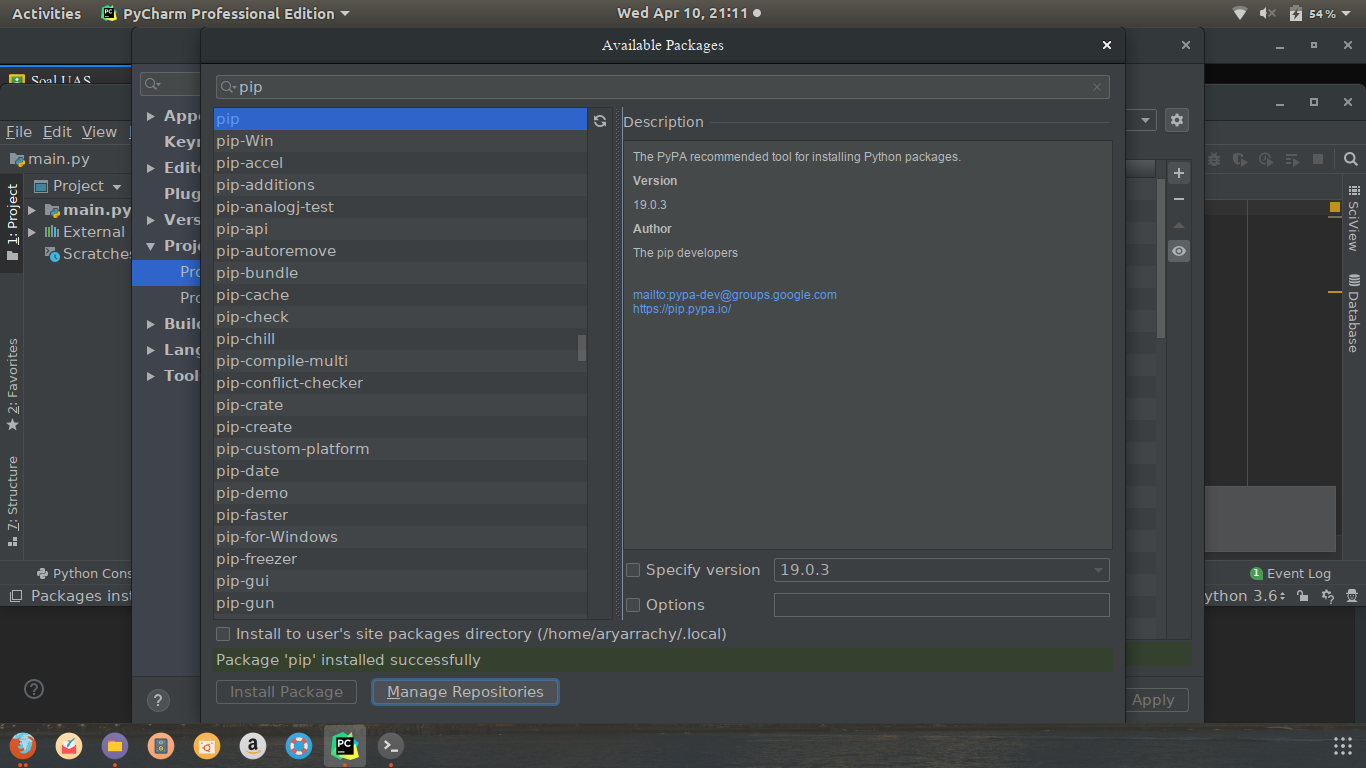 Activities
PyCharm Professional Edition
Wed Apr 10, 21:11
54 %
Available Packages
Soal UAS
pip
File Edit View
main.py
1: Project
Project
main.py
External
Scratches
2: Favorites
7: Structure
Python Cons
Packages inst
Appe
Keyn
Edito
Plug
Vers
Proje
Pro
Pro
Build
Lang
Tool
pip
pip-Win
pip-accel
pip-additions
pip-analogj-test
pip-api
pip-autoremove
pip-bundle
pip-cache
pip-check
pip-chill
pip-compile-multi
pip-conflict-checker
pip-crate
pip-create
pip-custom-platform
pip-date
pip-demo
pip-faster
pip-for-Windows
pip-freezer
pip-gui
pip-gun
Description
The PyPA recommended tool for installing Python packages.
Version
19.0.3
Author
The pip developers
mailto:pypa-dev@groups.google.com
https://pip.pypa.io/
Specify version 19.0.3
Options
Install to user's site packages directory (/home/aryarrachy/.local)
Package 'pip' installed successfully
Install Package
Manage Repositories
?
?
Apply
SciView
Database
1 Event Log
ython 3.6
PC
a